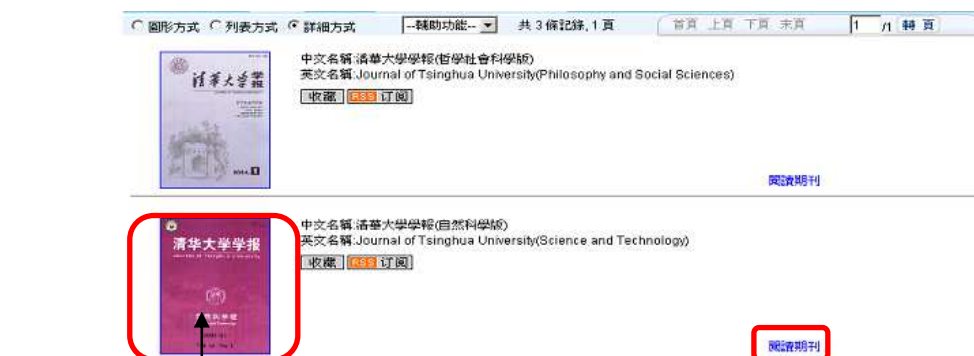 圖形方式 列表方式 詳細方式 --輔助功能-- 共 3 條記錄, 1 頁 首頁 上頁 下頁 末頁 1 /1 轉 頁
中文名稱:清華大學學報(哲學社會科學版)
英文名稱:Journal of Tsinghua University(Philosophy and Social Sciences)
收藏 RSS 订阅
清華大学學報
閱讀期刊
中文名稱:清華大學學報(自然科學版)
英文名稱:Journal of Tsinghua University(Science and Technology)
收藏 RSS 订阅
清华大学学报
閱讀期刊